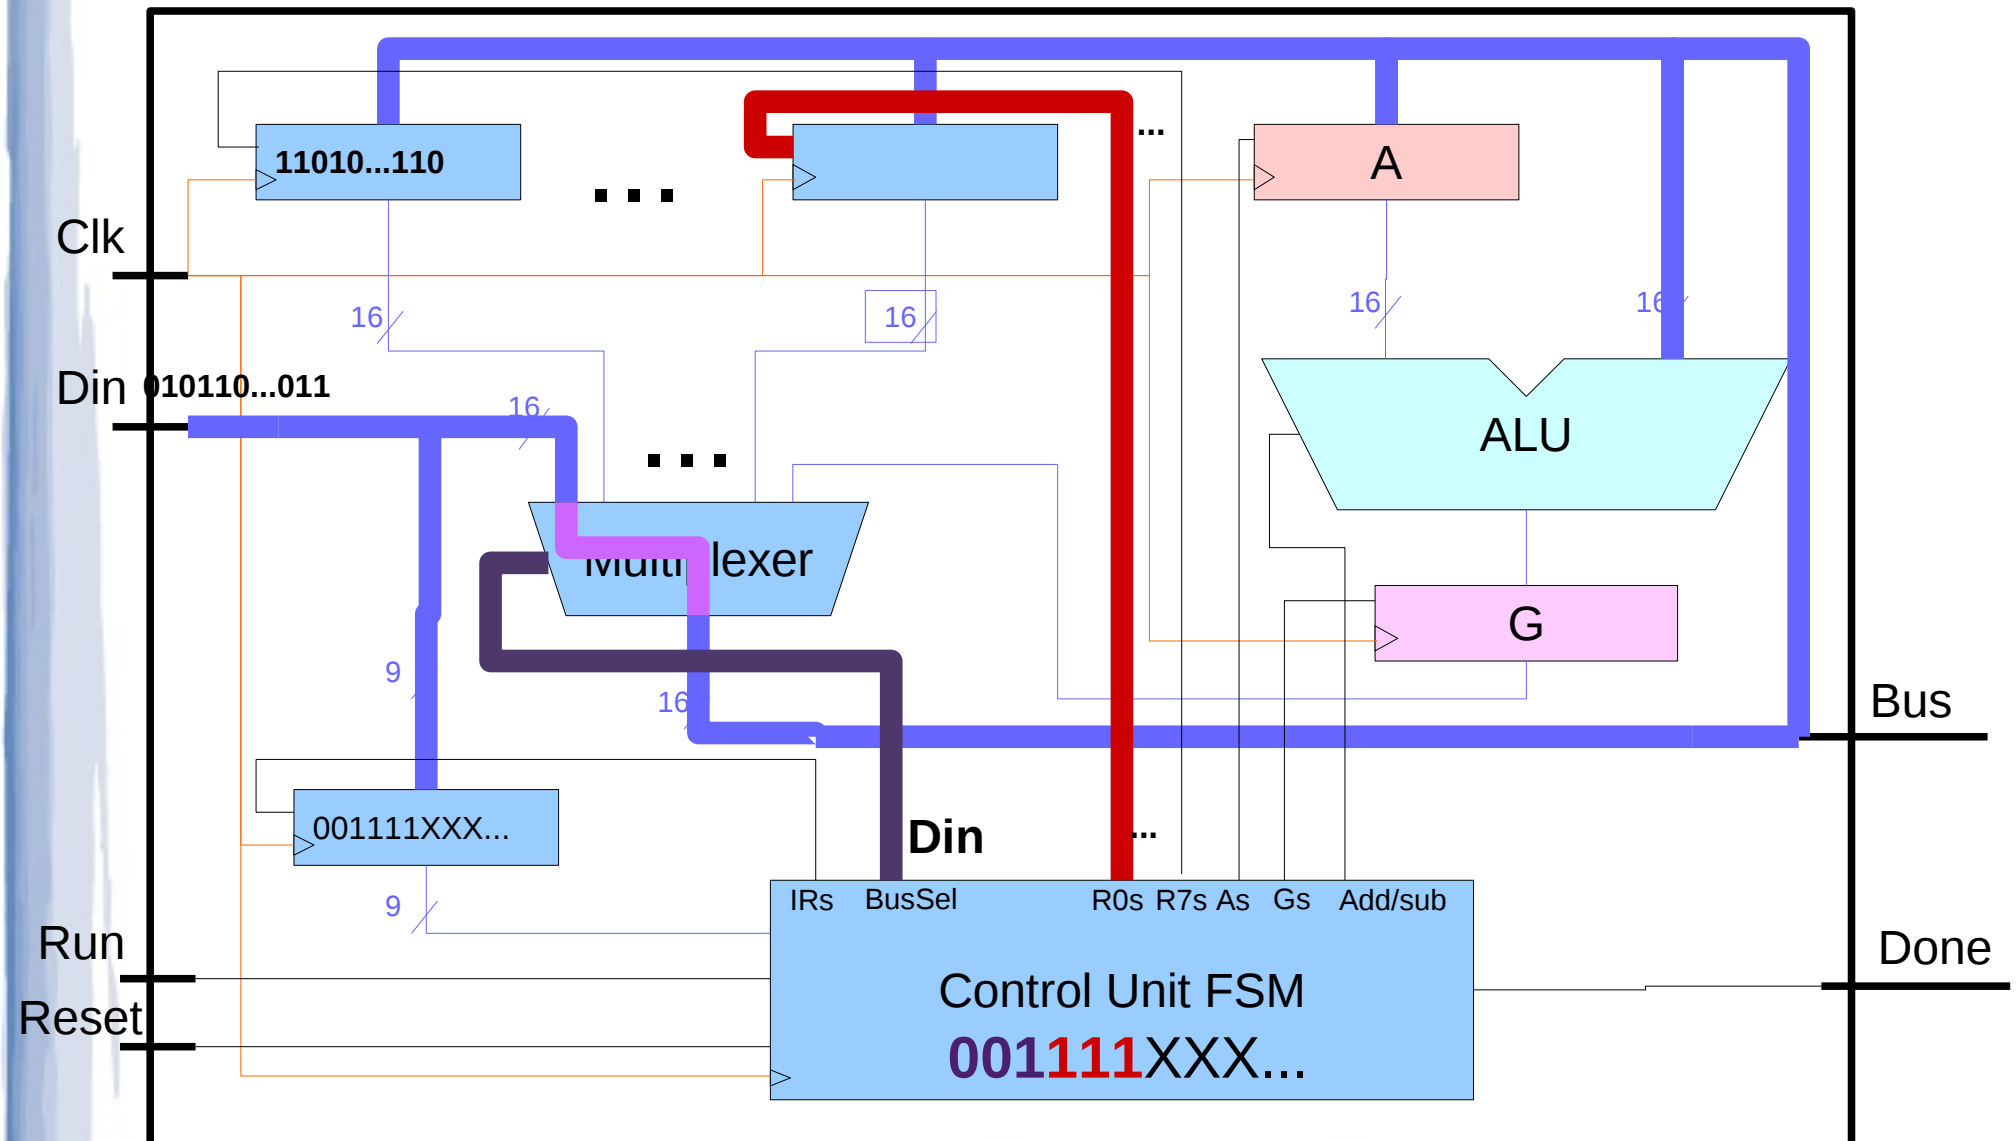 ...
11010...110
A
...
Clk
16
16
16
16
Din
010110...011
16
ALU
...
Multiplexer
G
9
16
Bus
001111XXX...
Din
...
9
IRs BusSel R0s R7s As Gs Add/sub
Run
Done
Control Unit FSM
Reset
001111XXX...